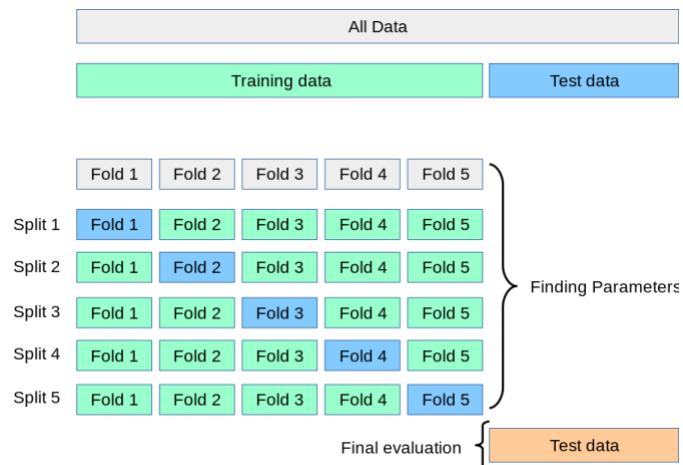 All Data
Training data Test data
Fold 1 Fold 2 Fold 3 Fold 4 Fold 5
Split 1 Fold 1 Fold 2 Fold 3 Fold 4 Fold 5
Split 2 Fold 1 Fold 2 Fold 3 Fold 4 Fold 5
Finding Parameters
Split 3 Fold 1 Fold 2 Fold 3 Fold 4 Fold 5
Split 4 Fold 1 Fold 2 Fold 3 Fold 4 Fold 5
Split 5 Fold 1 Fold 2 Fold 3 Fold 4 Fold 5
Final evaluation Test data